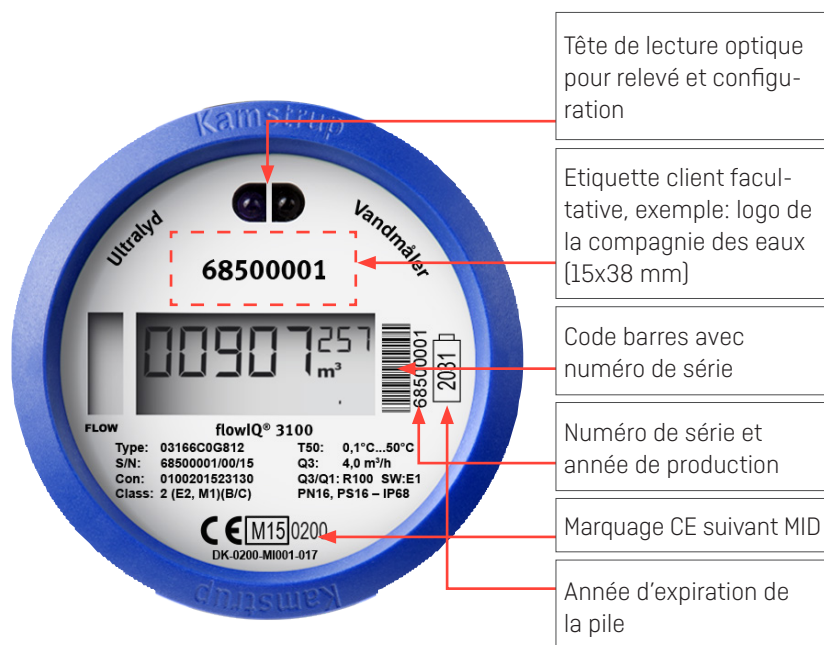 Kamstrup
Ultralyd
Vandmåler
68500001
00907257
m³
68500001
2031
FLOW
flowIQ® 3100
Type: 03166C0G812 T50: 0,1°C...50°C
S/N: 68500001/00/15 Q3: 4,0 m³/h
Con: 0100201523130 Q3/Q1: R100 SW:E1
Class: 2 (E2, M1)(B/C) PN16, PS16 – IP68
CE M15 0200
DK-0200-MI001-017
Kamstrup
Tête de lecture optique
pour relevé et configu-
ration
Etiquette client facul-
tative, exemple: logo de
la compagnie des eaux
(15x38 mm)
Code barres avec
numéro de série
Numéro de série et
année de production
Marquage CE suivant MID
Année d'expiration de
la pile